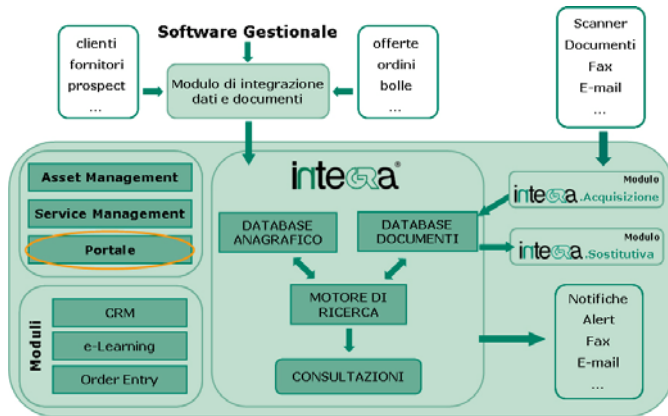 Software Gestionale
clienti
fornitori
prospect
...
Modulo di integrazione
dati e documenti
offerte
ordini
bolle
...
Scanner
Documenti
Fax
E-mail
...
Asset Management
Service Management
Portale
Moduli
CRM
e-Learning
Order Entry
inteGRa®
DATABASE
ANAGRAFICO
DATABASE
DOCUMENTI
MOTORE DI
RICERCA
CONSULTAZIONI
Modulo
inteGRa.Acquisizione
Modulo
inteGRa.Sostitutiva
Notifiche
Alert
Fax
E-mail
...